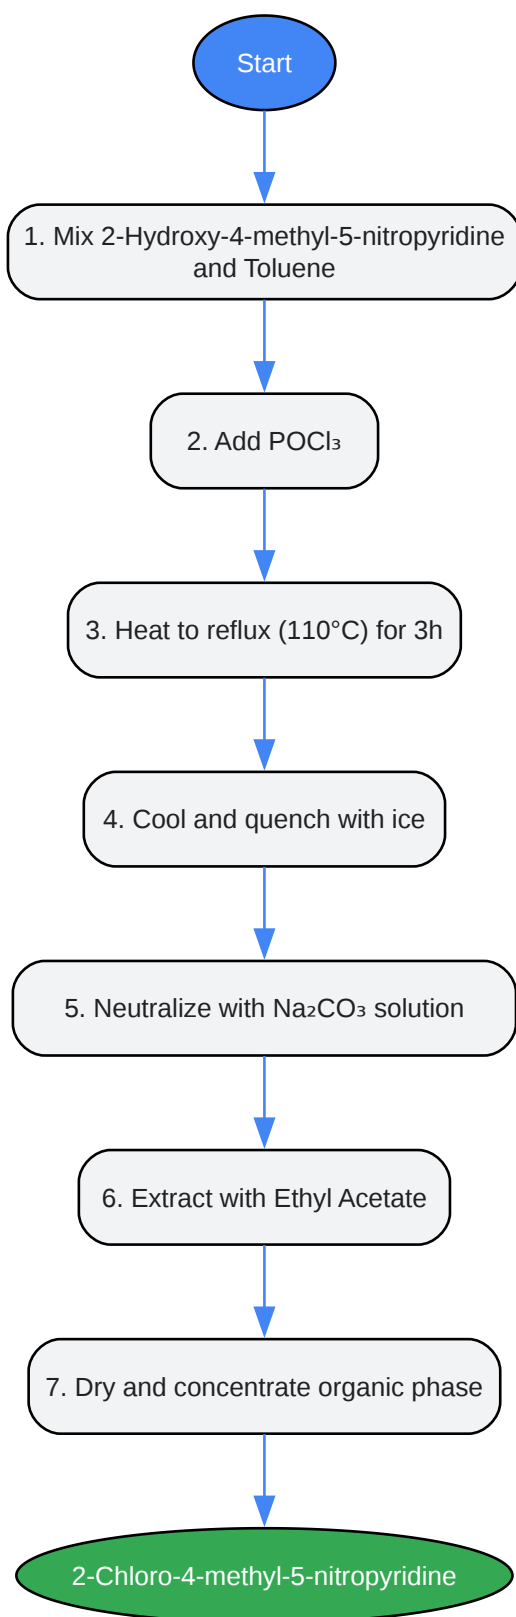 Start
1. Mix 2-Hydroxy-4-methyl-5-nitropyridine
and Toluene
2. Add POCl₃
3. Heat to reflux (110°C) for 3h
4. Cool and quench with ice
5. Neutralize with Na₂CO₃ solution
6. Extract with Ethyl Acetate
7. Dry and concentrate organic phase
2-Chloro-4-methyl-5-nitropyridine